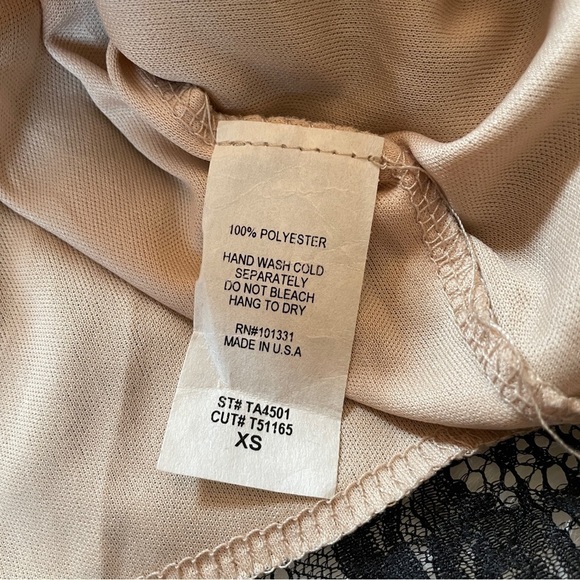 100% POLYESTER
HAND WASH COLD
SEPARATELY
DO NOT BLEACH
HANG TO DRY
RN#101331
MADE IN U.S.A
ST# TA4501
CUT# T51165
XS